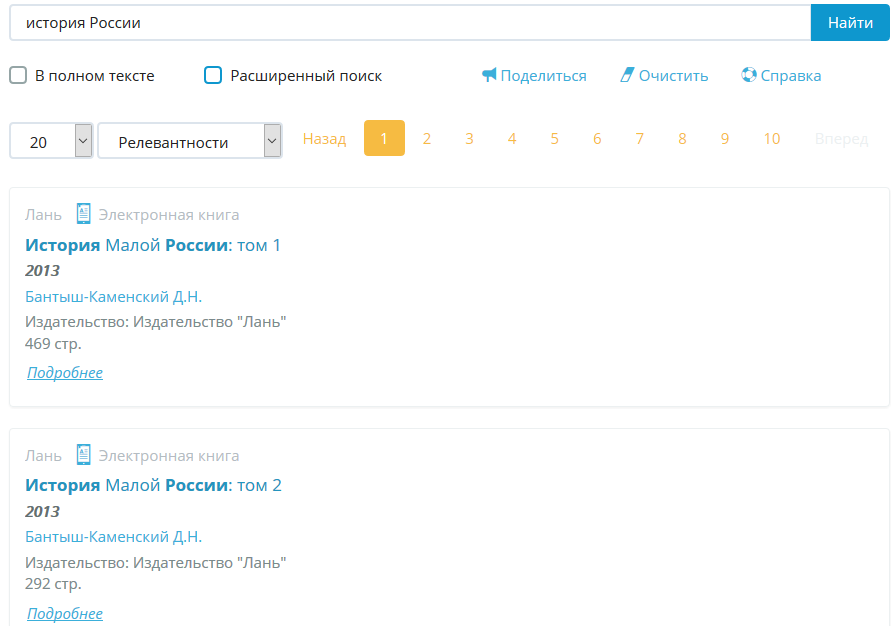 история России Найти
В полном тексте Расширенный поиск Поделиться Очистить Справка
20 Релевантности Назад 1 2 3 4 5 6 7 8 9 10 Вперед
Лань Электронная книга
История Малой России: том 1
2013
Бантыш-Каменский Д.Н.
Издательство: Издательство "Лань"
469 стр.
Подробнее
Лань Электронная книга
История Малой России: том 2
2013
Бантыш-Каменский Д.Н.
Издательство: Издательство "Лань"
292 стр.
Подробнее